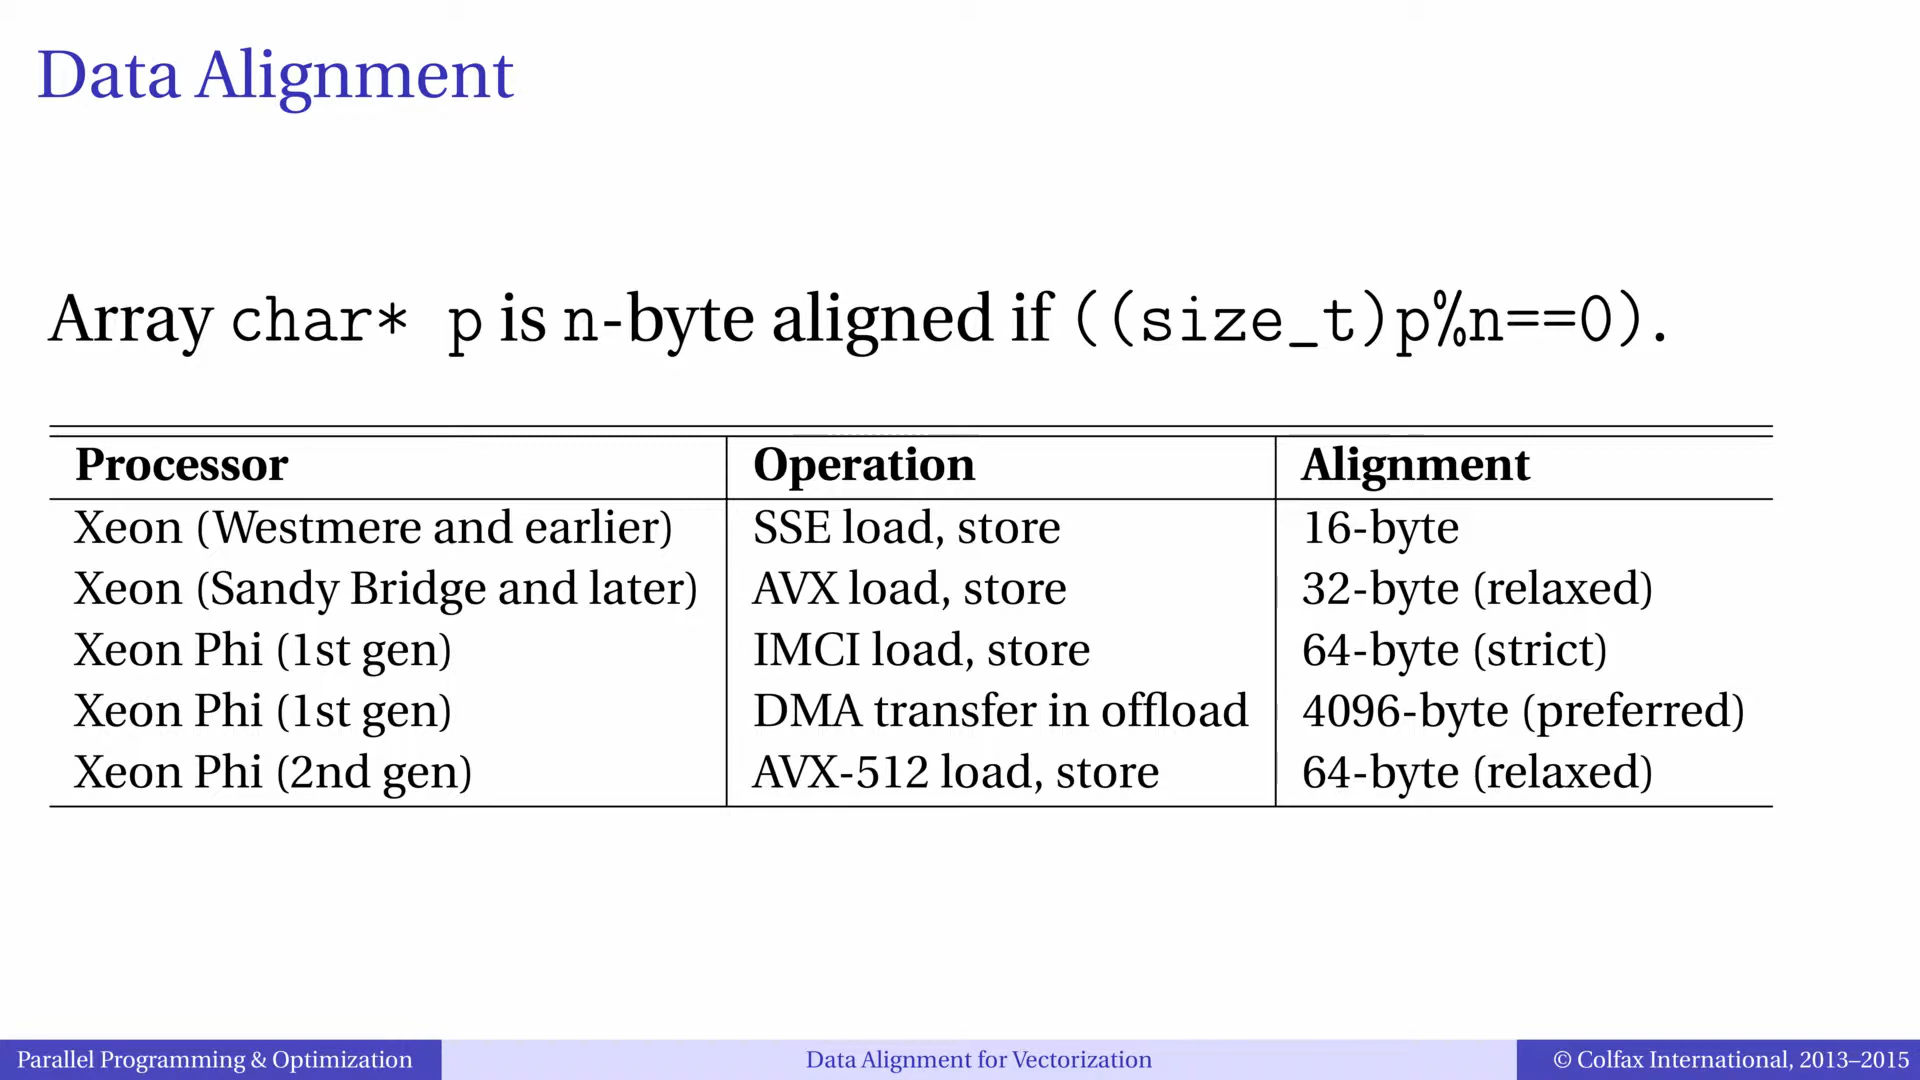 Data Alignment
Array char* p is n-byte aligned if ((size_t)p%n==0).
Processor Operation Alignment
Xeon (Westmere and earlier) SSE load, store 16-byte
Xeon (Sandy Bridge and later) AVX load, store 32-byte (relaxed)
Xeon Phi (1st gen) IMCI load, store 64-byte (strict)
Xeon Phi (1st gen) DMA transfer in offload 4096-byte (preferred)
Xeon Phi (2nd gen) AVX-512 load, store 64-byte (relaxed)
Parallel Programming & Optimization Data Alignment for Vectorization © Colfax International, 2013–2015